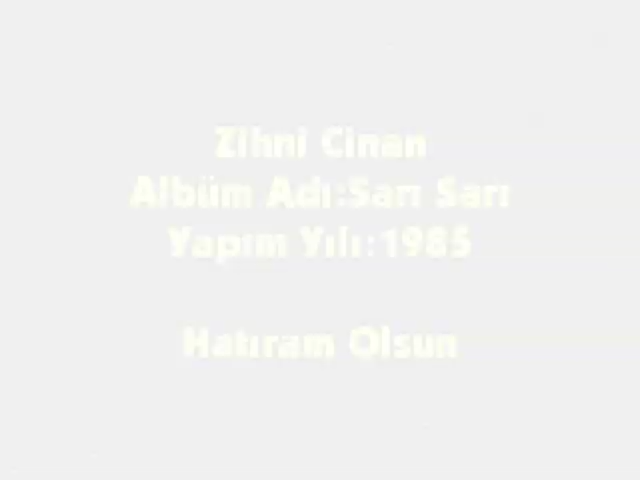 Zihni Cinan
Albüm Adı:Sarı Sarı
Yapım Yılı:1985
Hatıram Olsun